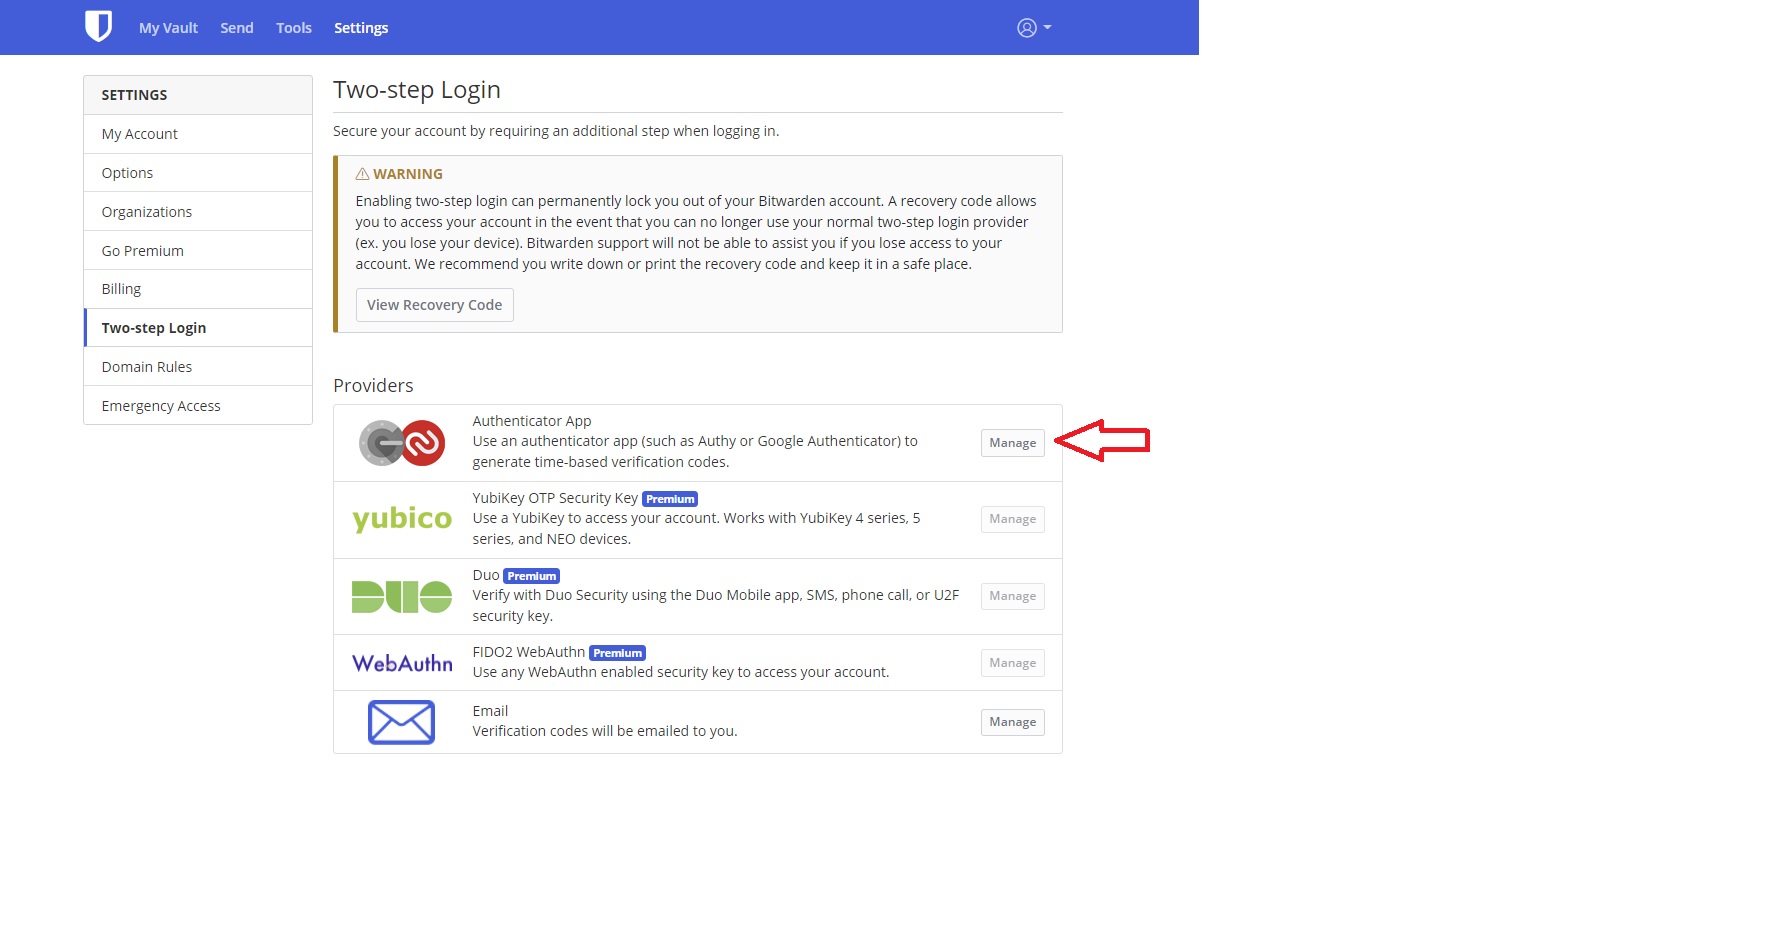 My Vault Send Tools Settings
SETTINGS
My Account
Options
Organizations
Go Premium
Billing
Two-step Login
Domain Rules
Emergency Access
Two-step Login
Secure your account by requiring an additional step when logging in.
WARNING
Enabling two-step login can permanently lock you out of your Bitwarden account. A recovery code allows
you to access your account in the event that you can no longer use your normal two-step login provider
(ex. you lose your device). Bitwarden support will not be able to assist you if you lose access to your
account. We recommend you write down or print the recovery code and keep it in a safe place.
View Recovery Code
Providers
Authenticator App
Use an authenticator app (such as Authy or Google Authenticator) to
generate time-based verification codes.
Manage
yubico
YubiKey OTP Security Key Premium
Use a YubiKey to access your account. Works with YubiKey 4 series, 5
series, and NEO devices.
Manage
DUO
Duo Premium
Verify with Duo Security using the Duo Mobile app, SMS, phone call, or U2F
security key.
Manage
WebAuthn
FIDO2 WebAuthn Premium
Use any WebAuthn enabled security key to access your account.
Manage
Email
Verification codes will be emailed to you.
Manage